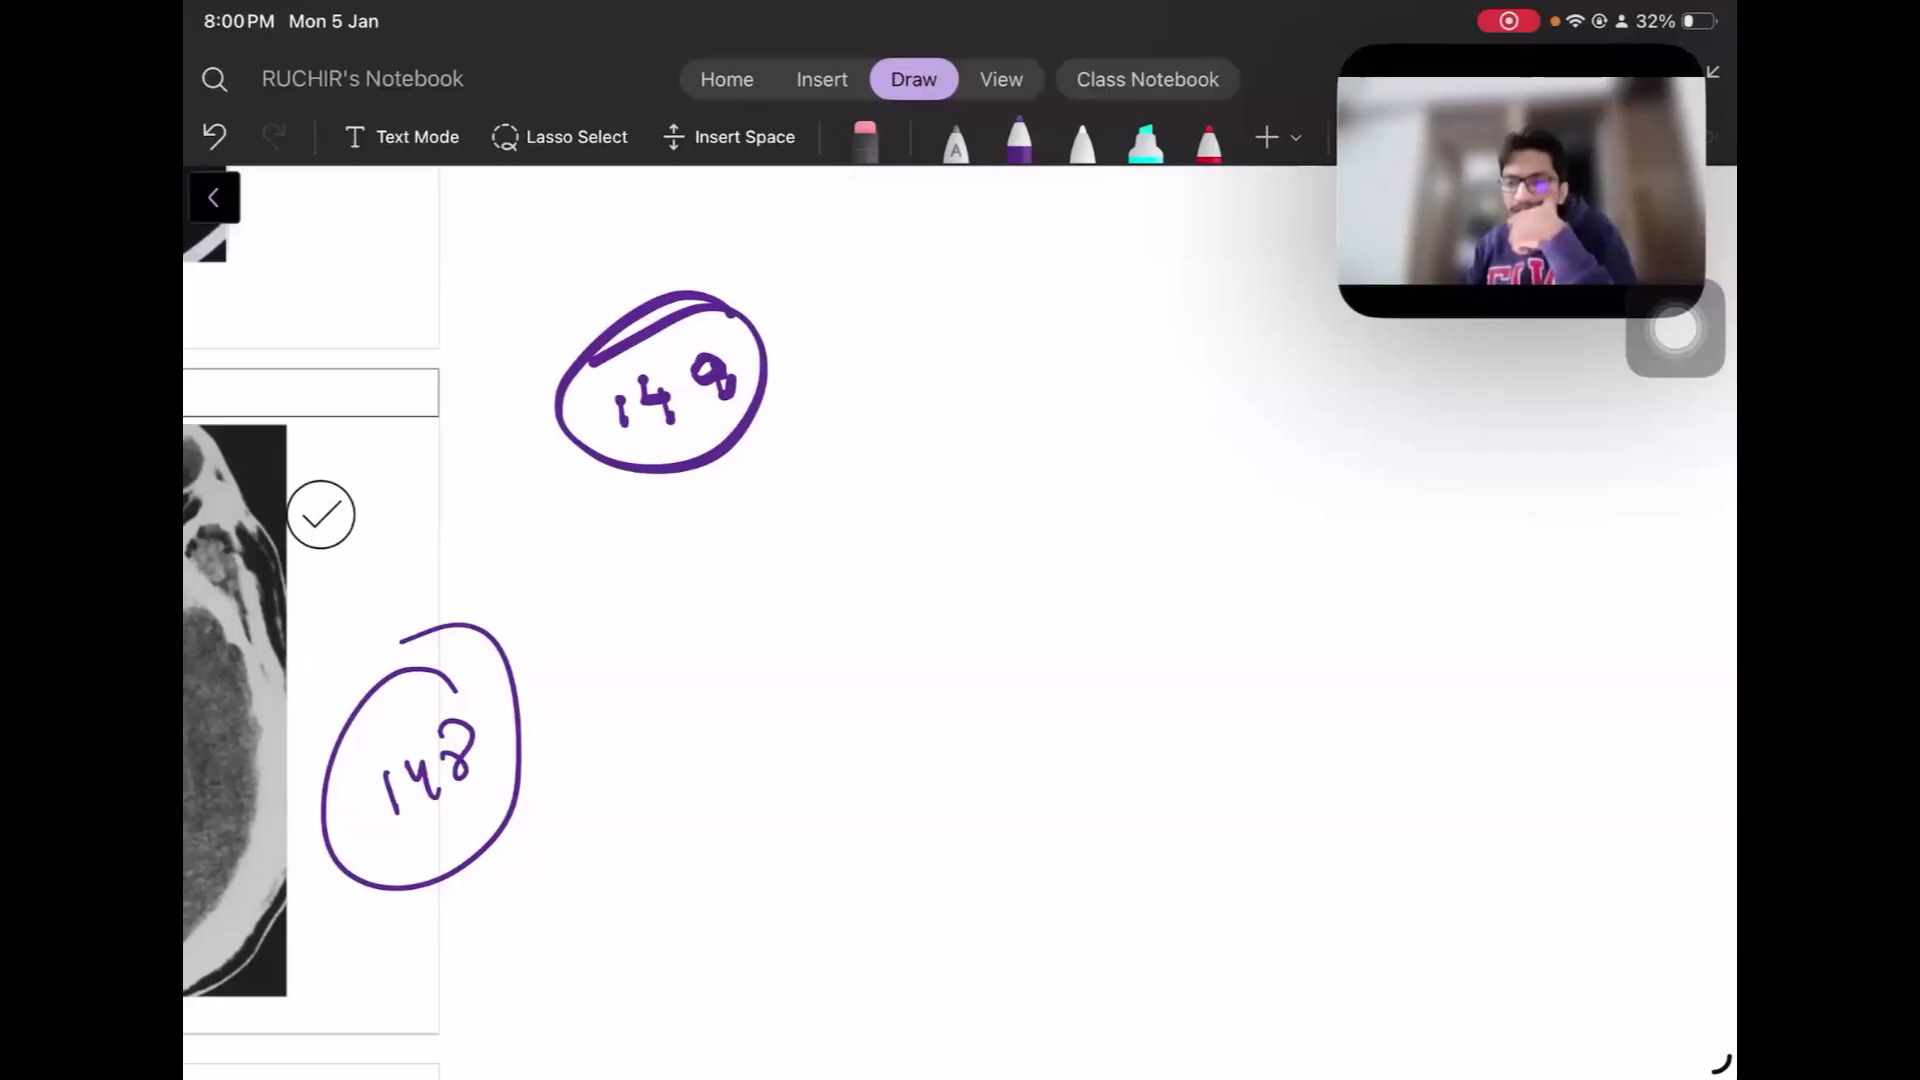 8:00 PM Mon 5 Jan
32%
RUCHIR's Notebook
Home Insert Draw View Class Notebook
Text Mode Lasso Select Insert Space
A
148
148